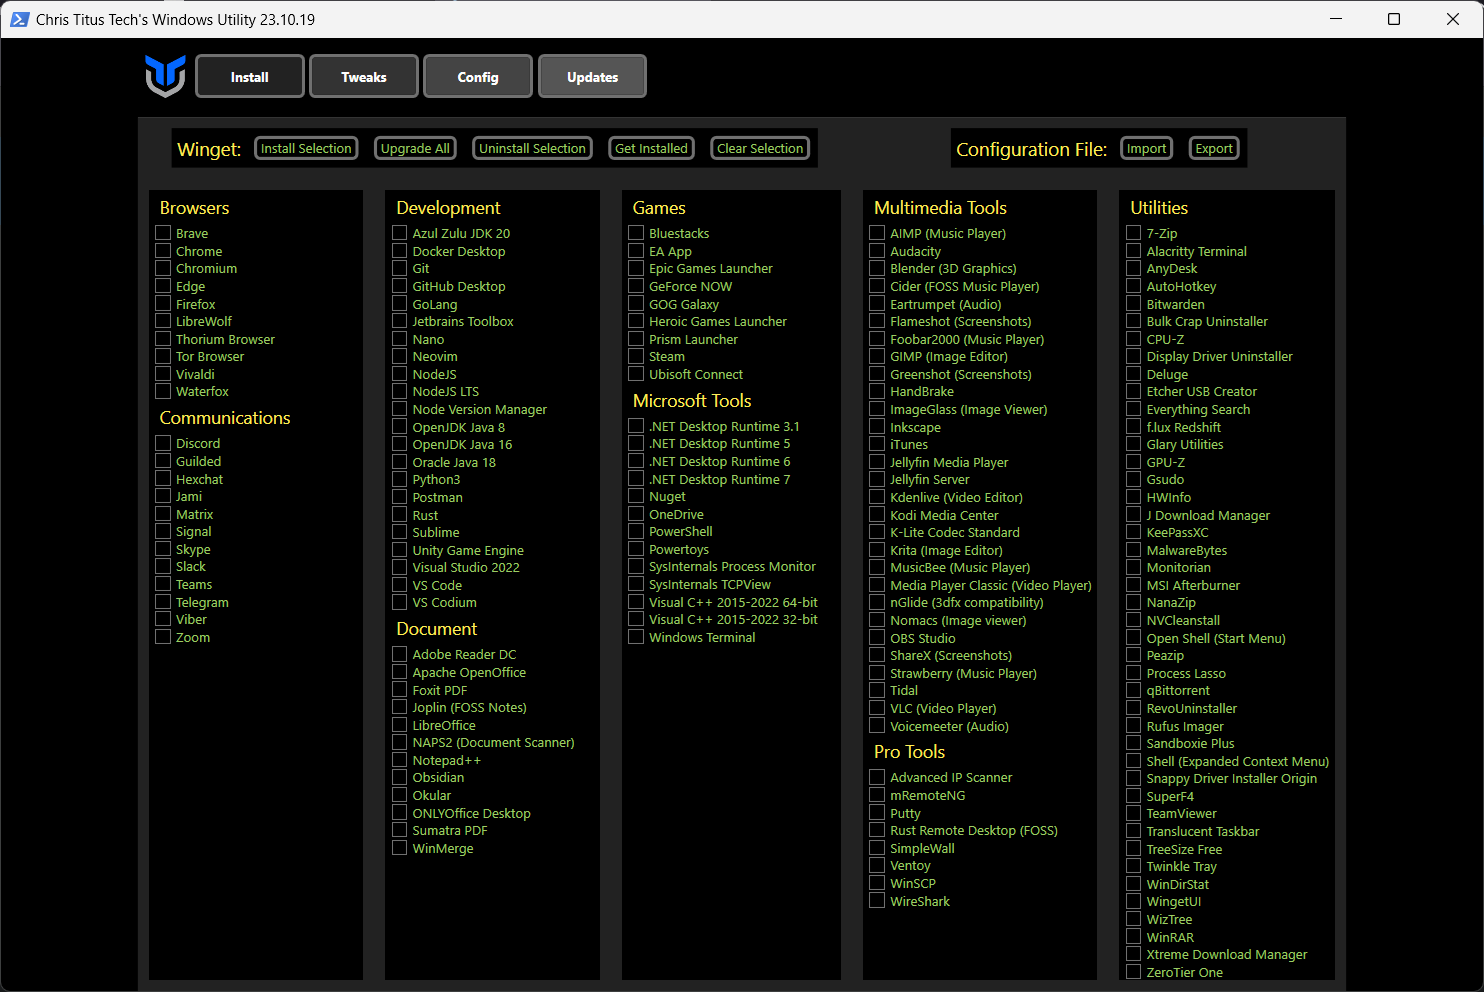 Chris Titus Tech's Windows Utility 23.10.19
Install
Tweaks
Config
Updates
Winget:
Install Selection
Upgrade All
Uninstall Selection
Get Installed
Clear Selection
Configuration File:
Import
Export
Browsers
Brave
Chrome
Chromium
Edge
Firefox
LibreWolf
Thorium Browser
Tor Browser
Vivaldi
Waterfox
Communications
Discord
Guilded
Hexchat
Jami
Matrix
Signal
Skype
Slack
Teams
Telegram
Viber
Zoom
Development
Azul Zulu JDK 20
Docker Desktop
Git
GitHub Desktop
GoLang
Jetbrains Toolbox
Nano
Neovim
NodeJS
NodeJS LTS
Node Version Manager
OpenJDK Java 8
OpenJDK Java 16
Oracle Java 18
Python3
Postman
Rust
Sublime
Unity Game Engine
Visual Studio 2022
VS Code
VS Codium
Document
Adobe Reader DC
Apache OpenOffice
Foxit PDF
Joplin (FOSS Notes)
LibreOffice
NAPS2 (Document Scanner)
Notepad++
Obsidian
Okular
ONLYOffice Desktop
Sumatra PDF
WinMerge
Games
Bluestacks
EA App
Epic Games Launcher
GeForce NOW
GOG Galaxy
Heroic Games Launcher
Prism Launcher
Steam
Ubisoft Connect
Microsoft Tools
.NET Desktop Runtime 3.1
.NET Desktop Runtime 5
.NET Desktop Runtime 6
.NET Desktop Runtime 7
Nuget
OneDrive
PowerShell
Powertoys
SysInternals Process Monitor
SysInternals TCPView
Visual C++ 2015-2022 64-bit
Visual C++ 2015-2022 32-bit
Windows Terminal
Multimedia Tools
AIMP (Music Player)
Audacity
Blender (3D Graphics)
Cider (FOSS Music Player)
Eartrumpet (Audio)
Flameshot (Screenshots)
Foobar2000 (Music Player)
GIMP (Image Editor)
Greenshot (Screenshots)
HandBrake
ImageGlass (Image Viewer)
Inkscape
iTunes
Jellyfin Media Player
Jellyfin Server
Kdenlive (Video Editor)
Kodi Media Center
K-Lite Codec Standard
Krita (Image Editor)
MusicBee (Music Player)
Media Player Classic (Video Player)
nGlide (3dfx compatibility)
Nomacs (Image viewer)
OBS Studio
ShareX (Screenshots)
Strawberry (Music Player)
Tidal
VLC (Video Player)
Voicemeeter (Audio)
Pro Tools
Advanced IP Scanner
mRemoteNG
Putty
Rust Remote Desktop (FOSS)
SimpleWall
Ventoy
WinSCP
WireShark
Utilities
7-Zip
Alacritty Terminal
AnyDesk
AutoHotkey
Bitwarden
Bulk Crap Uninstaller
CPU-Z
Display Driver Uninstaller
Deluge
Etcher USB Creator
Everything Search
f.lux Redshift
Glary Utilities
GPU-Z
Gsudo
HWInfo
J Download Manager
KeePassXC
MalwareBytes
Monitorian
MSI Afterburner
NanaZip
NVCleanstall
Open Shell (Start Menu)
Peazip
Process Lasso
qBittorrent
RevoUninstaller
Rufus Imager
Sandboxie Plus
Shell (Expanded Context Menu)
Snappy Driver Installer Origin
SuperF4
TeamViewer
Translucent Taskbar
TreeSize Free
Twinkle Tray
WinDirStat
WingetUI
WizTree
WinRAR
Xtreme Download Manager
ZeroTier One